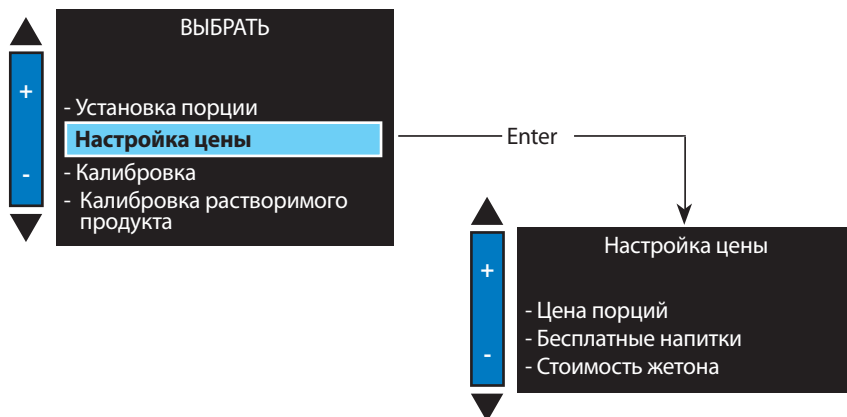 ВЫБРАТЬ
+
- Установка порции
Настройка цены
Enter
-
- Калибровка
- Калибровка растворимого
продукта
Настройка цены
+
- Цена порций
- Бесплатные напитки
-
- Стоимость жетона